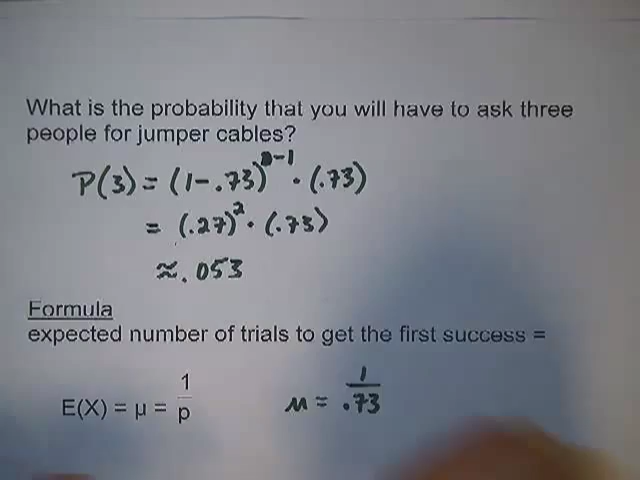 What is the probability that you will have to ask three
people for jumper cables?
P(3) = (1-.73)^3-1 · (.73)
= (.27)^2 · (.73)
≈ .053
Formula
expected number of trials to get the first success =
E(X) = μ = 1/p
μ = 1/.73